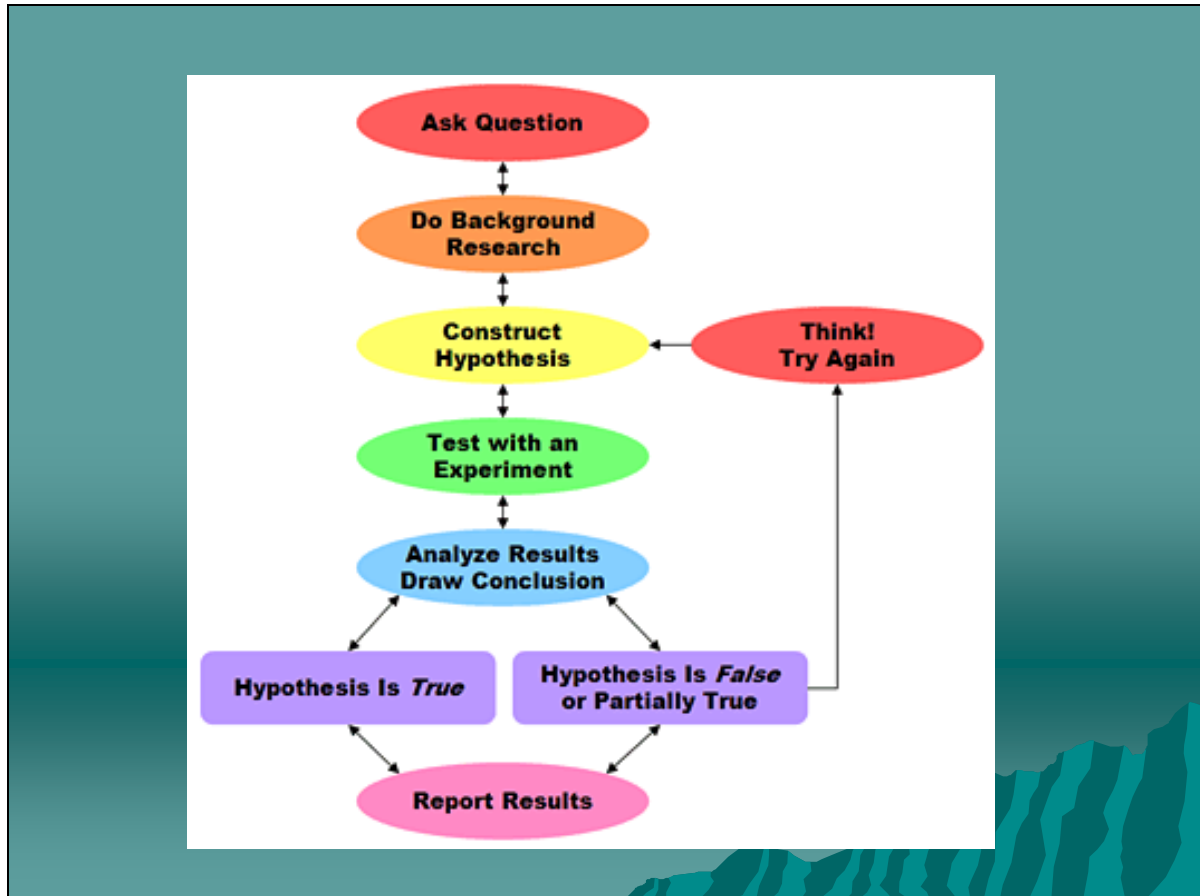 Ask Question
Do Background
Research
Construct
Hypothesis
Think!
Try Again
Test with an
Experiment
Analyze Results
Draw Conclusion
Hypothesis Is True
Hypothesis Is False
or Partially True
Report Results